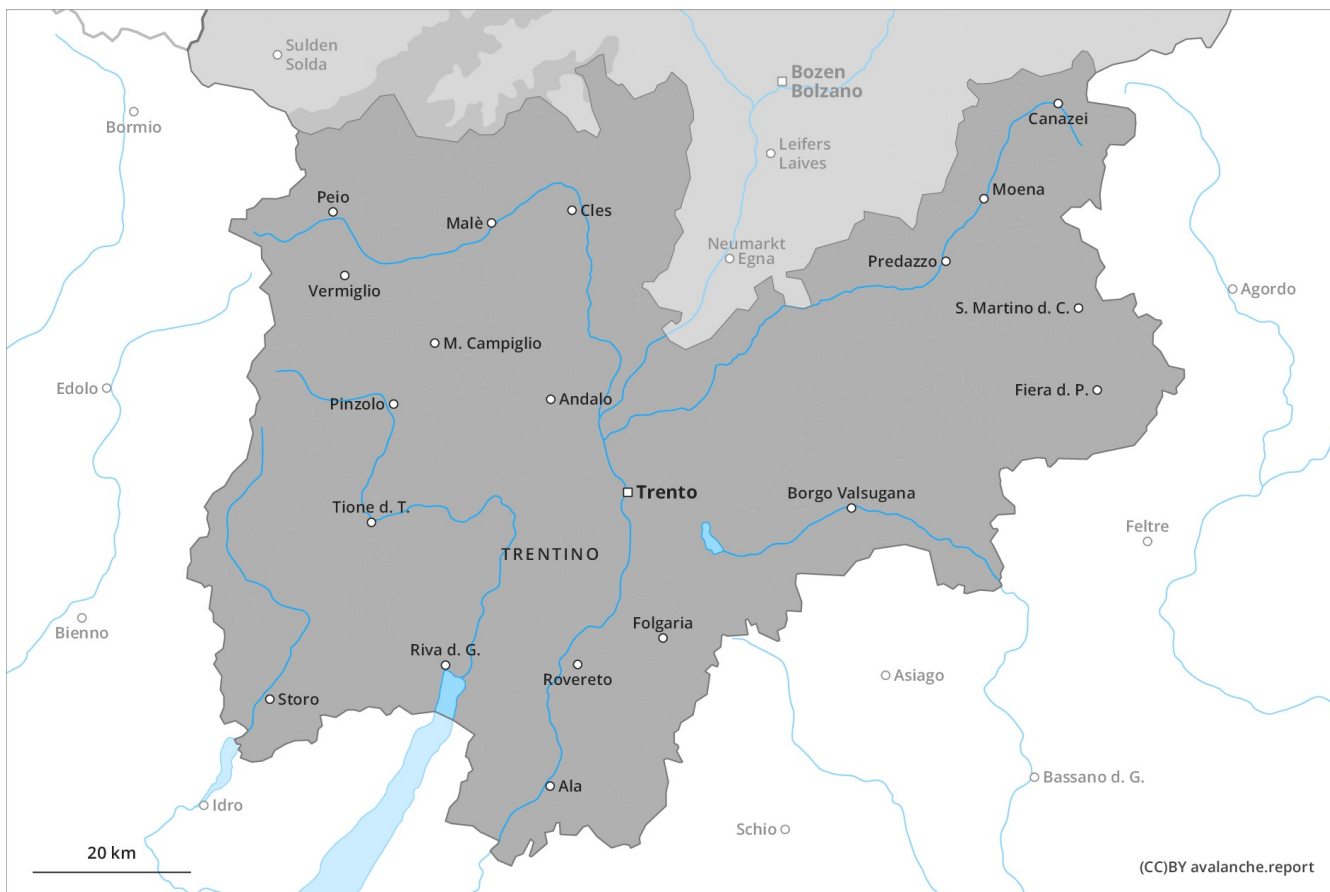 Sulden
Solda
Bozen
Bolzano
Bormio
Canazei
Leifers
Laives
Peio
Moena
Malè
Cles
Neumarkt
Egna
Predazzo
Vermiglio
Agordo
S. Martino d. C.
M. Campiglio
Edolo
Pinzolo
Andalo
Fiera d. P.
Trento
Borgo Valsugana
Tione d. T.
Feltre
TRENTINO
Bienno
Folgaria
Riva d. G.
Rovereto
Asiago
Storo
Bassano d. G.
Ala
Idro
Schio
20 km
(CC)BY avalanche.report